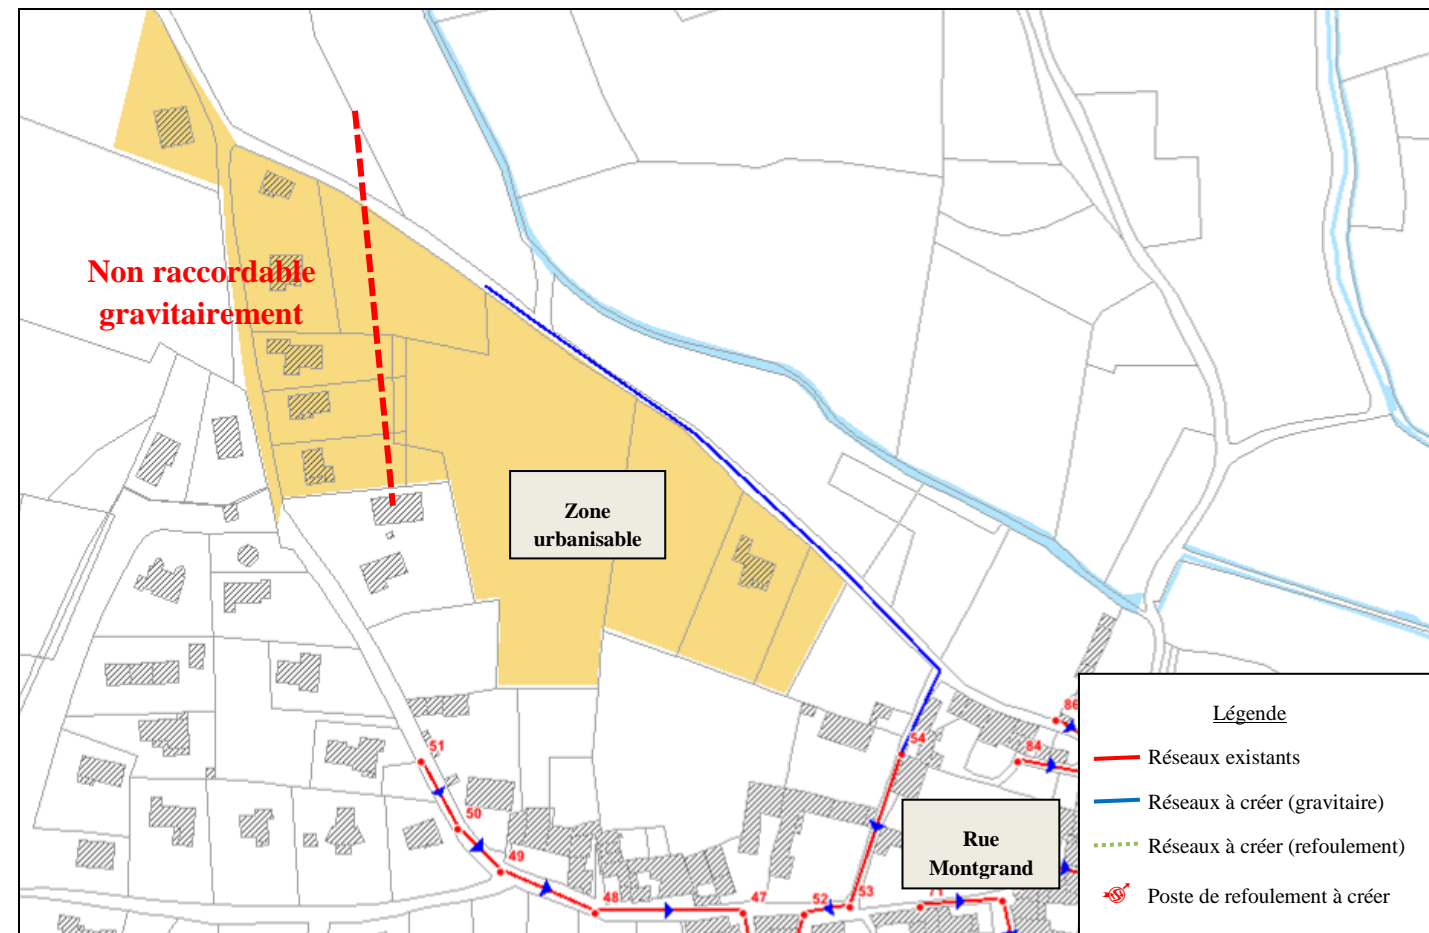 Non raccordable
gravitairement
Zone
urbanisable
51
50
49
48
47
52
53
54
84
86
71
Rue
Montgrand
Légende
Réseaux existants
Réseaux à créer (gravitaire)
Réseaux à créer (refoulement)
Poste de refoulement à créer